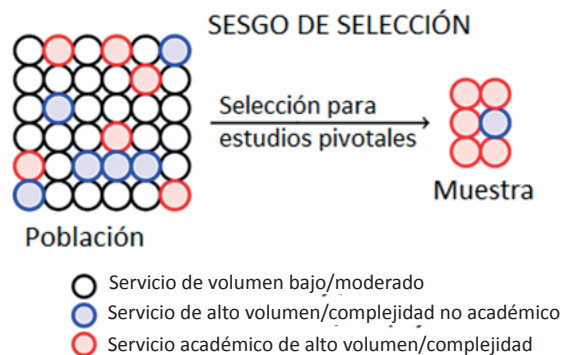 SESGO DE SELECCIÓN
Selección para
estudios pivotales
Muestra
Población
Servicio de volumen bajo/moderado
Servicio de alto volumen/complejidad no académico
Servicio académico de alto volumen/complejidad